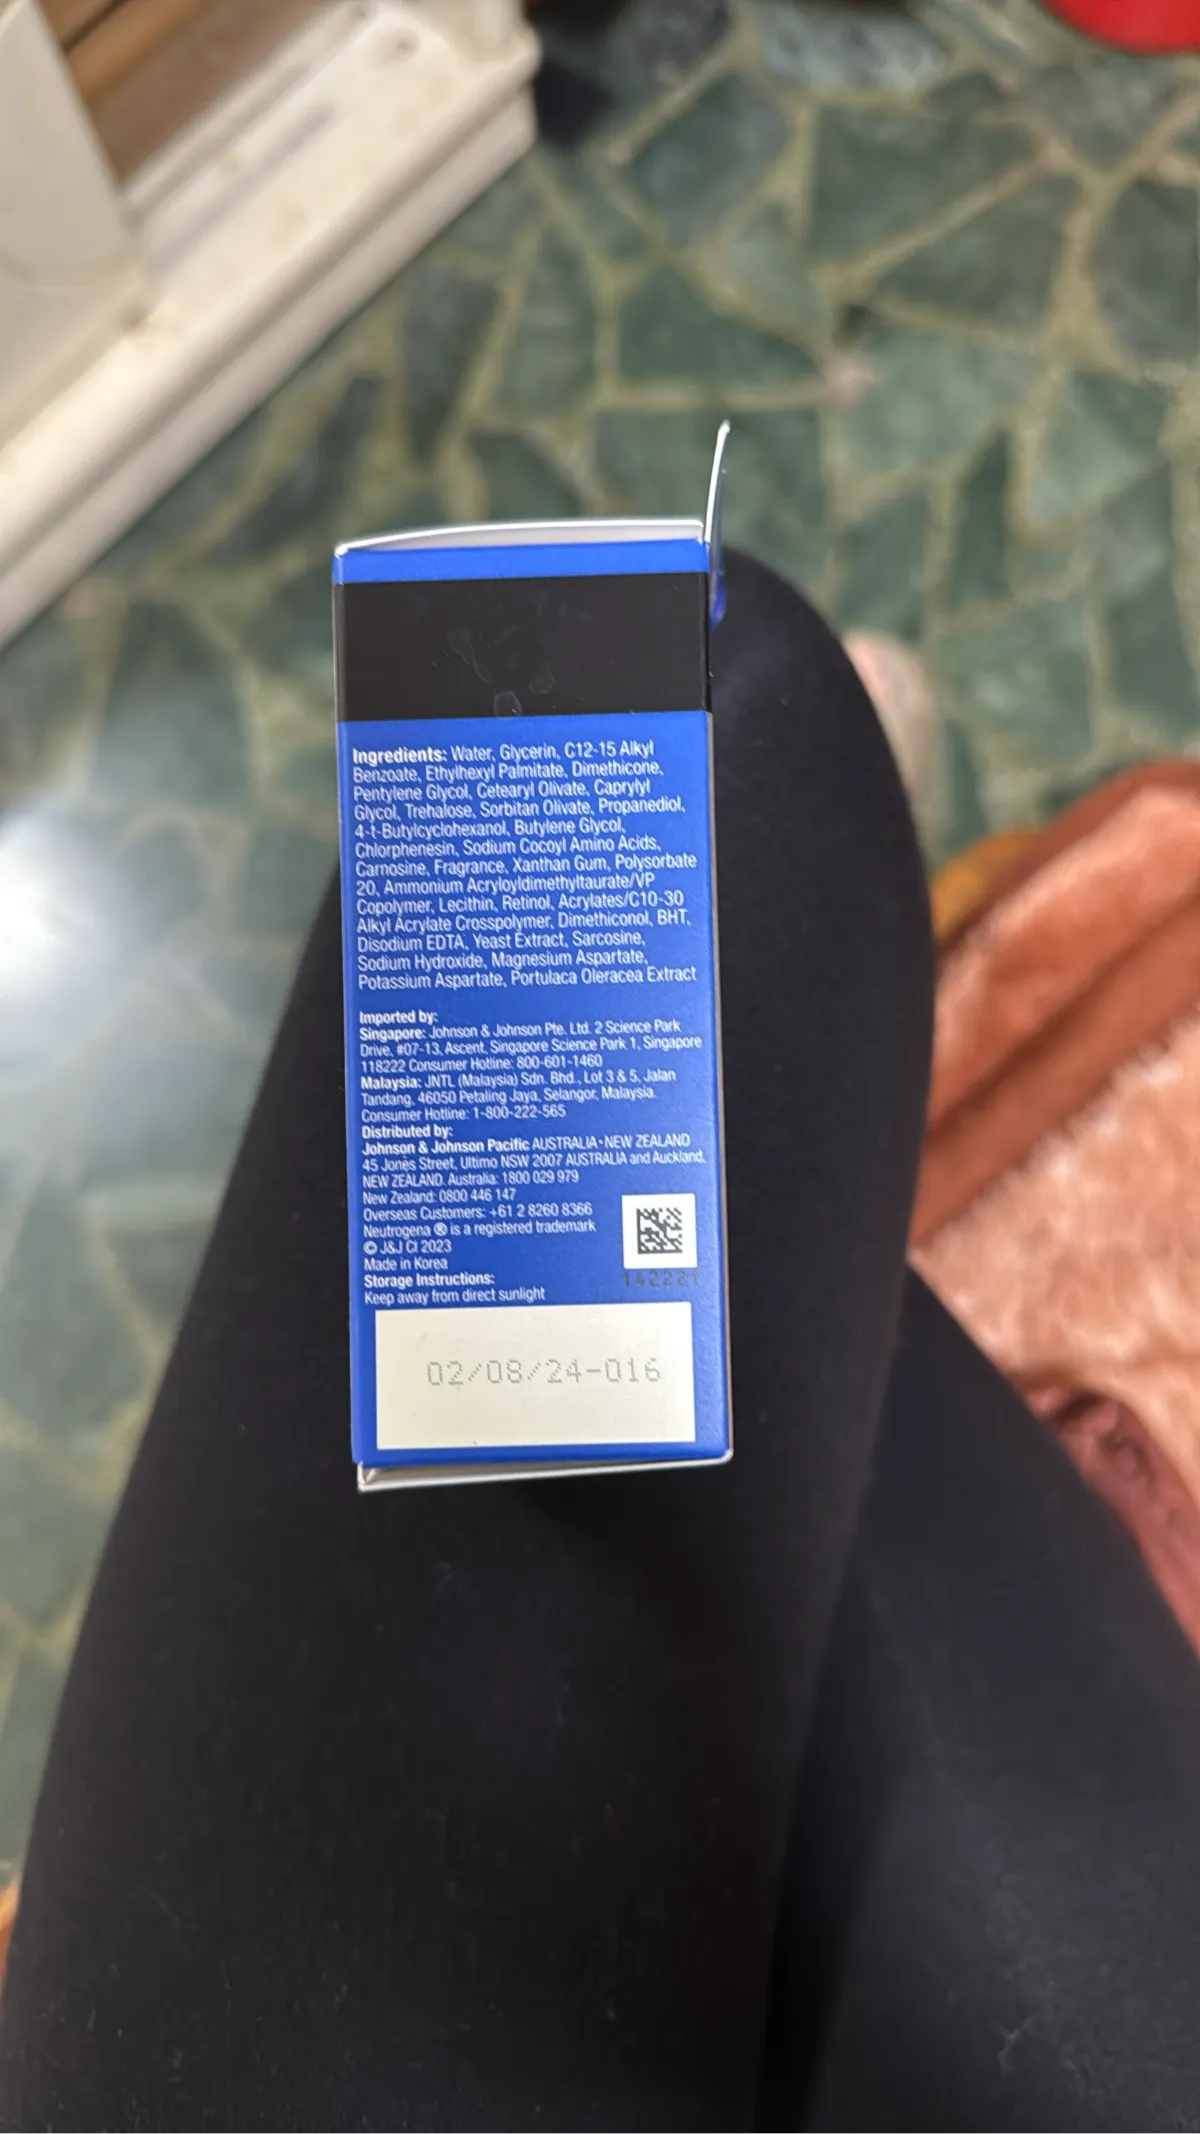 Ingredients: Water, Glycerin, C12-15 Alkyl
Benzoate, Ethylhexyl Palmitate, Dimethicone,
Pentylene Glycol, Cetearyl Olivate, Caprylyl
Glycol, Trehalose, Sorbitan Olivate, Propanediol,
4-t-Butylcyclohexanol, Butylene Glycol,
Chlorphenesin, Sodium Cocoyl Amino Acids,
Carnosine, Fragrance, Xanthan Gum, Polysorbate
20, Ammonium Acryloyldimethyltaurate/VP
Copolymer, Lecithin, Retinol, Acrylates/C10-30
Alkyl Acrylate Crosspolymer, Dimethiconol, BHT,
Disodium EDTA, Yeast Extract, Sarcosine,
Sodium Hydroxide, Magnesium Aspartate,
Potassium Aspartate, Portulaca Oleracea Extract
Imported by:
Singapore: Johnson & Johnson Pte. Ltd. 2 Science Park
Drive, #07-13, Ascent, Singapore Science Park 1, Singapore
118222 Consumer Hotline: 800-601-1460
Malaysia: JNTL (Malaysia) Sdn. Bhd., Lot 3 & 5, Jalan
Tandang, 46050 Petaling Jaya, Selangor, Malaysia.
Consumer Hotline: 1-800-222-565
Distributed by:
Johnson & Johnson Pacific AUSTRALIA•NEW ZEALAND
45 Jones Street, Ultimo NSW 2007 AUSTRALIA and Auckland,
NEW ZEALAND. Australia: 1800 029 979
New Zealand: 0800 446 147
Overseas Customers: +61 2 8260 8366
Neutrogena ® is a registered trademark
© J&J CI 2023
Made in Korea
Storage Instructions:
Keep away from direct sunlight
142221
02/08/24-016